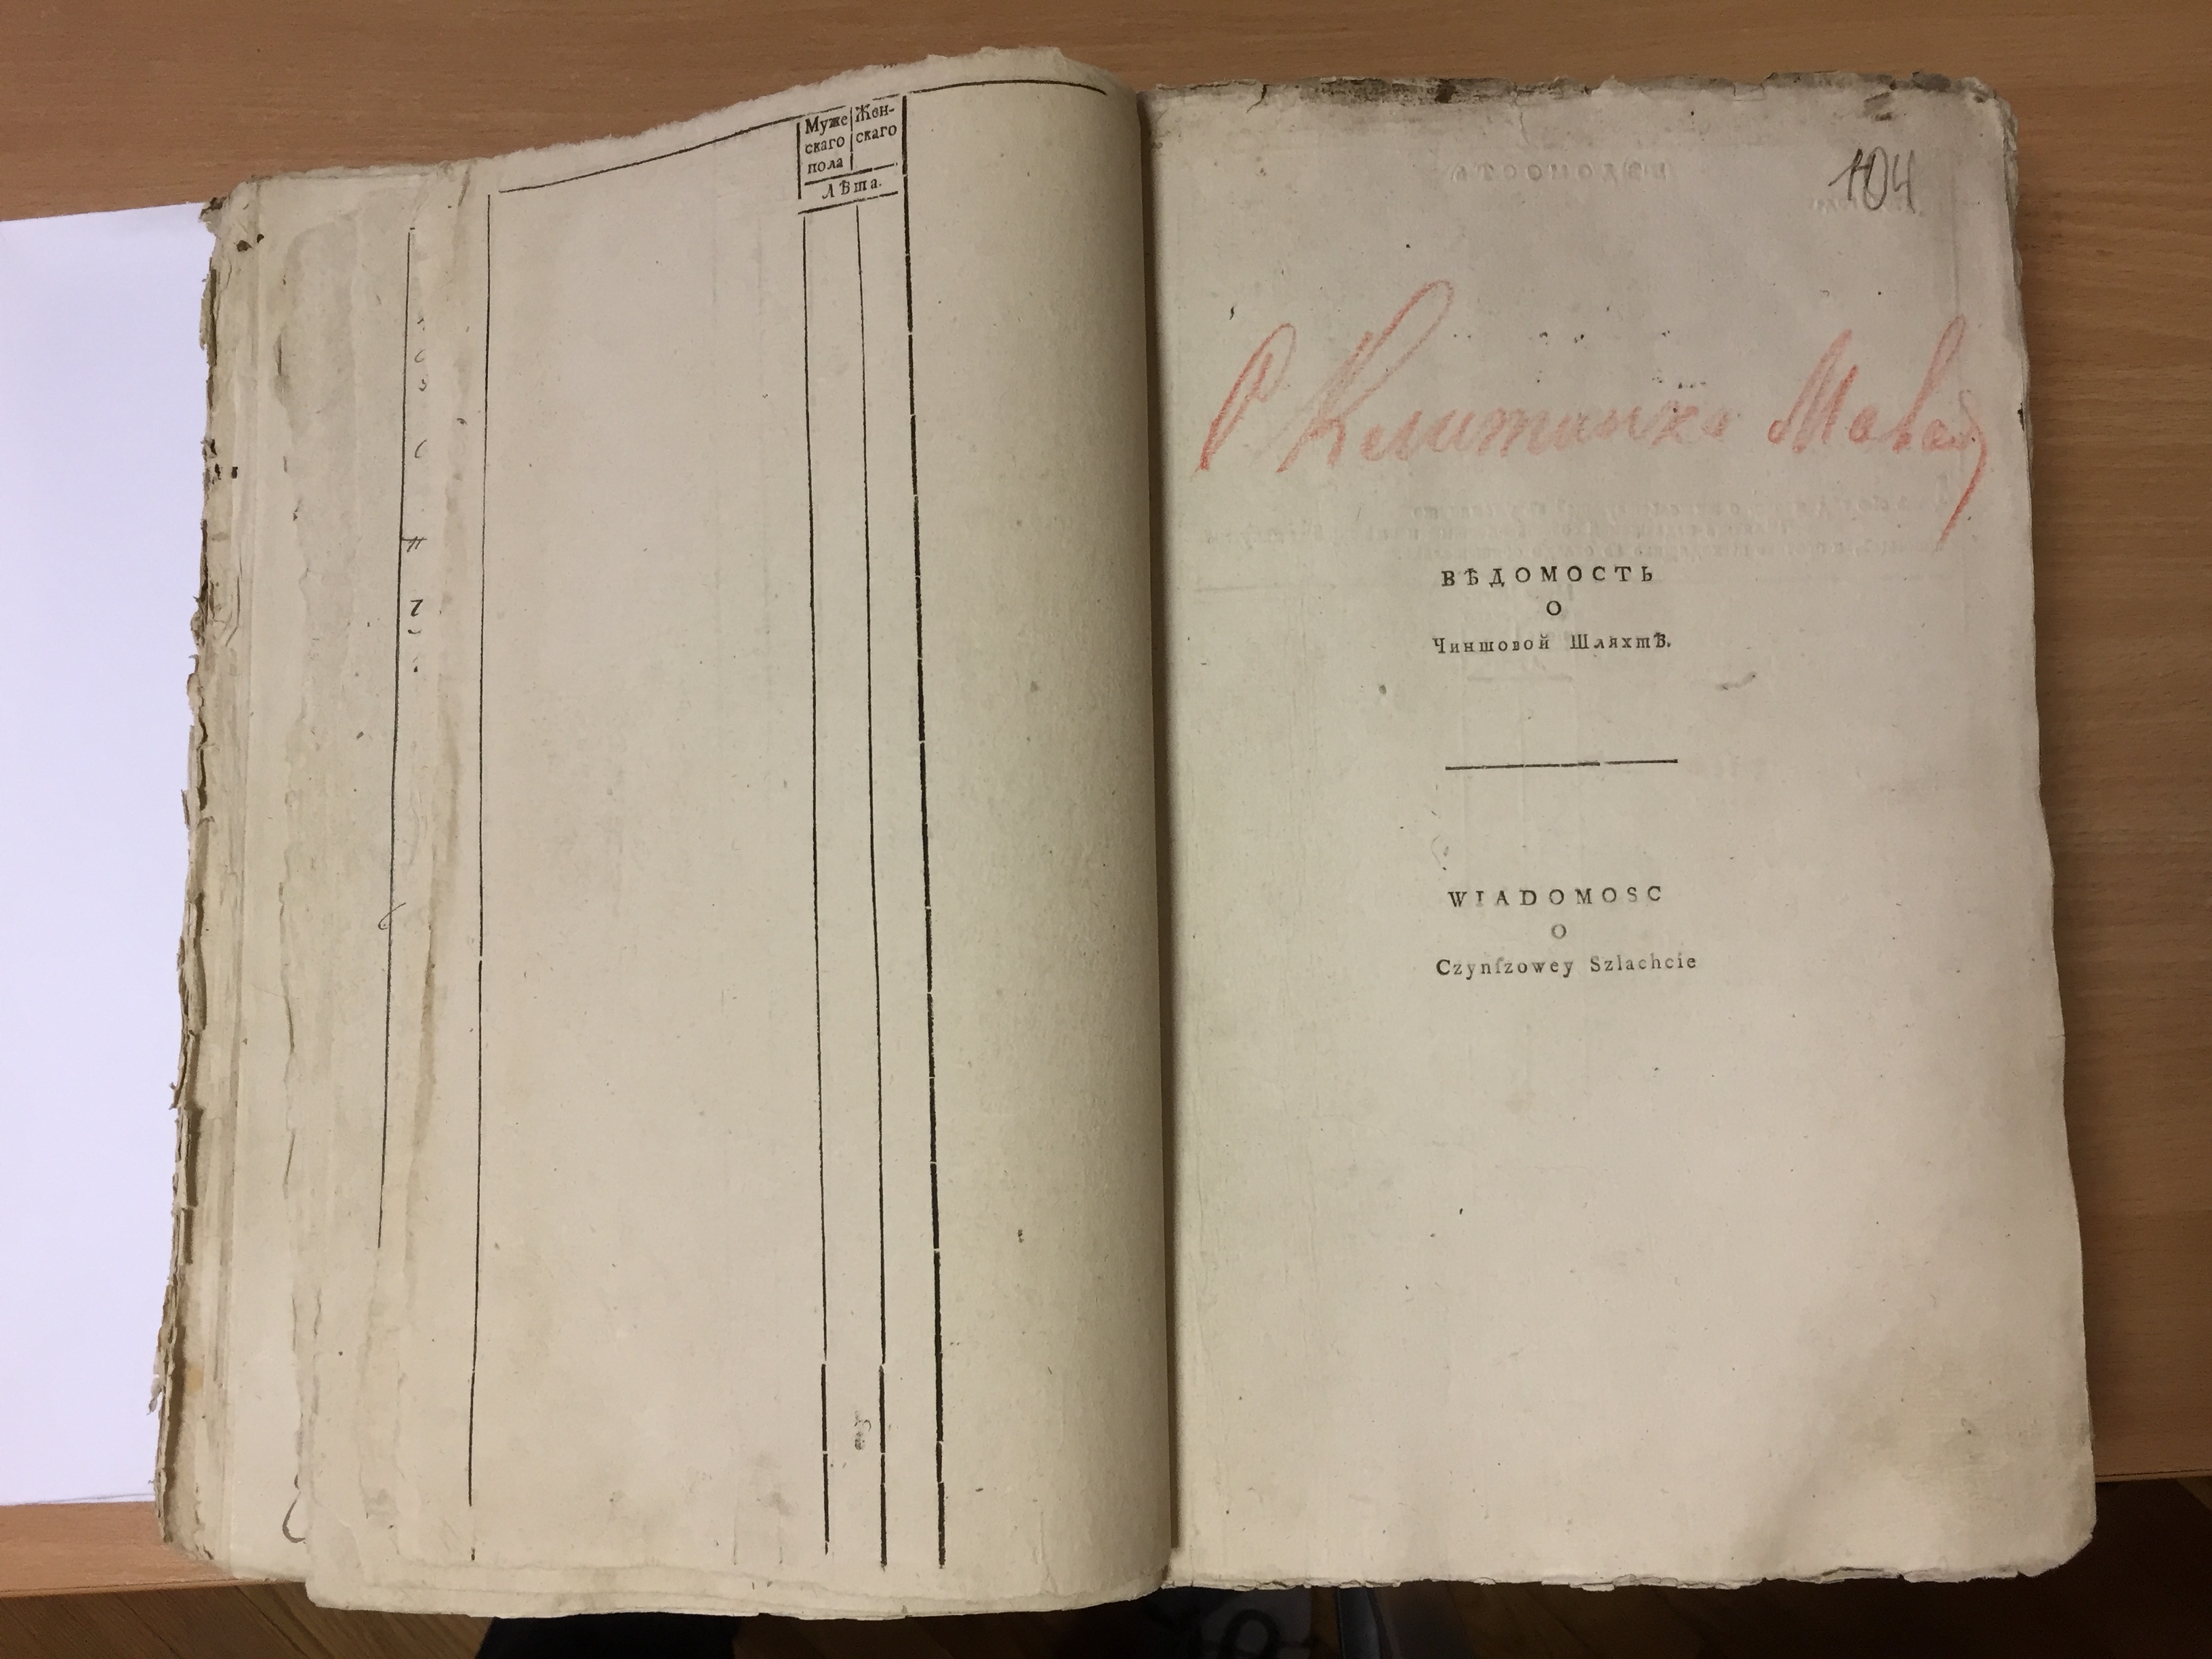 Муже
скаго
пола
Жен-
скаго
Лѣта.
104
ВѢДОМОСТЬ
О
Чиншовой Шляхтѣ.
WIADOMOSC
O
Czynſzowey Szlachcie